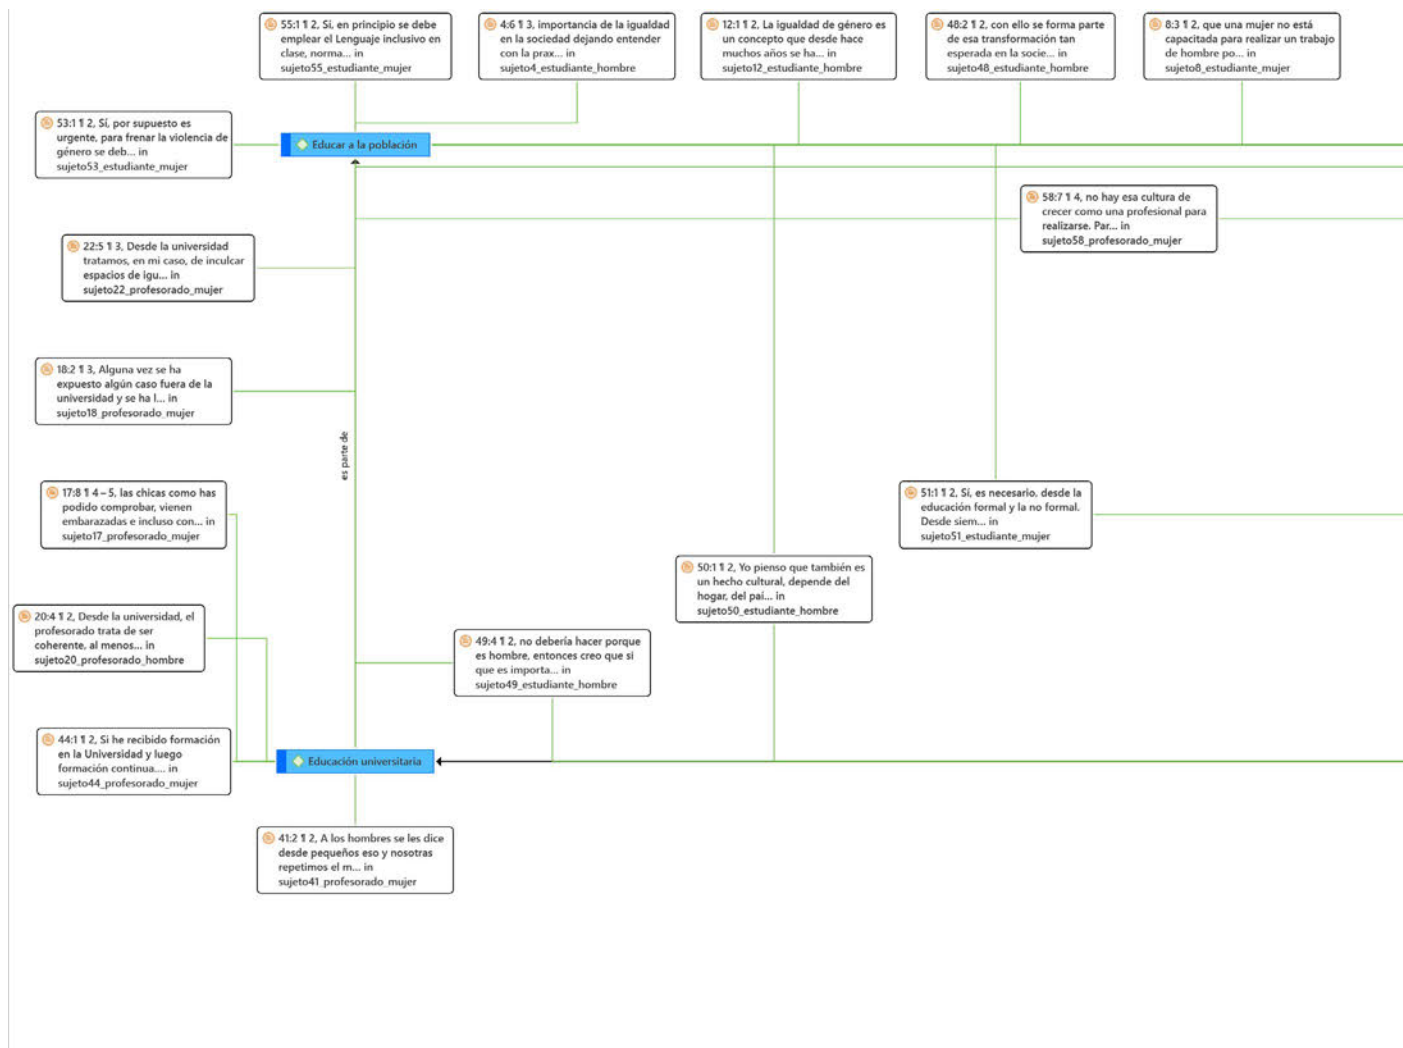 55:1 ¶ 2, Sí, en principio se debe
emplear el Lenguaje inclusivo en
clase, norma... in
sujeto55_estudiante_mujer
4:6 ¶ 3, importancia de la igualdad
en la sociedad dejando entender
con la prax... in
sujeto4_estudiante_hombre
12:1 ¶ 2, La igualdad de género es
un concepto que desde hace
muchos años se ha... in
sujeto12_estudiante_hombre
48:2 ¶ 2, con ello se forma parte
de esa transformación tan
esperada en la socie... in
sujeto48_estudiante_hombre
8:3 ¶ 2, que una mujer no está
capacitada para realizar un trabajo
de hombre po... in
sujeto8_estudiante_mujer
53:1 ¶ 2, Sí, por supuesto es
urgente, para frenar la violencia de
género se deb... in
sujeto53_estudiante_mujer
Educar a la población
58:7 ¶ 4, no hay esa cultura de
crecer como una profesional para
realizarse. Par... in
sujeto58_profesorado_mujer
22:5 ¶ 3, Desde la universidad
tratamos, en mi caso, de inculcar
espacios de igu... in
sujeto22_profesorado_mujer
18:2 ¶ 3, Alguna vez se ha
expuesto algún caso fuera de la
universidad y se ha l... in
sujeto18_profesorado_mujer
es parte de
17:8 ¶ 4 – 5, las chicas como has
podido comprobar, vienen
embarazadas e incluso con... in
sujeto17_profesorado_mujer
51:1 ¶ 2, Sí, es necesario, desde la
educación formal y la no formal.
Desde siem... in
sujeto51_estudiante_mujer
50:1 ¶ 2, Yo pienso que también es
un hecho cultural, depende del
hogar, del paí... in
sujeto50_estudiante_hombre
20:4 ¶ 2, Desde la universidad, el
profesorado trata de ser
coherente, al menos... in
sujeto20_profesorado_hombre
49:4 ¶ 2, no debería hacer porque
es hombre, entonces creo que si
que es importa... in
sujeto49_estudiante_hombre
44:1 ¶ 2, Si he recibido formación
en la Universidad y luego
formación continua.... in
sujeto44_profesorado_mujer
Educación universitaria
41:2 ¶ 2, A los hombres se les dice
desde pequeños eso y nosotras
repetimos el m... in
sujeto41_profesorado_mujer